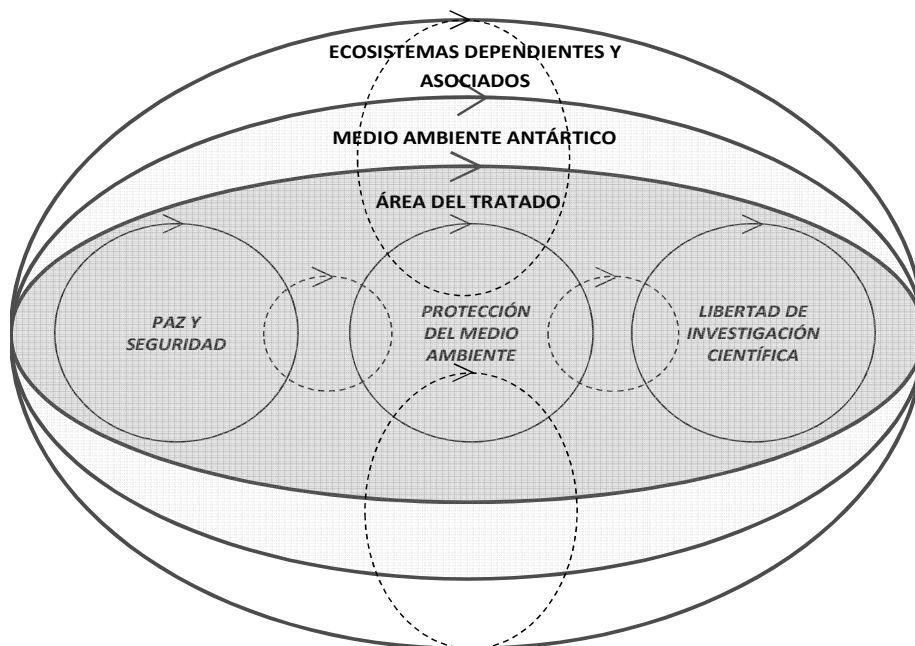 ECOSISTEMAS DEPENDIENTES Y
ASOCIADOS
MEDIO AMBIENTE ANTÁRTICO
ÁREA DEL TRATADO
PAZ Y
SEGURIDAD
PROTECCIÓN
DEL MEDIO
AMBIENTE
LIBERTAD DE
INVESTIGACIÓN
CIENTÍFICA